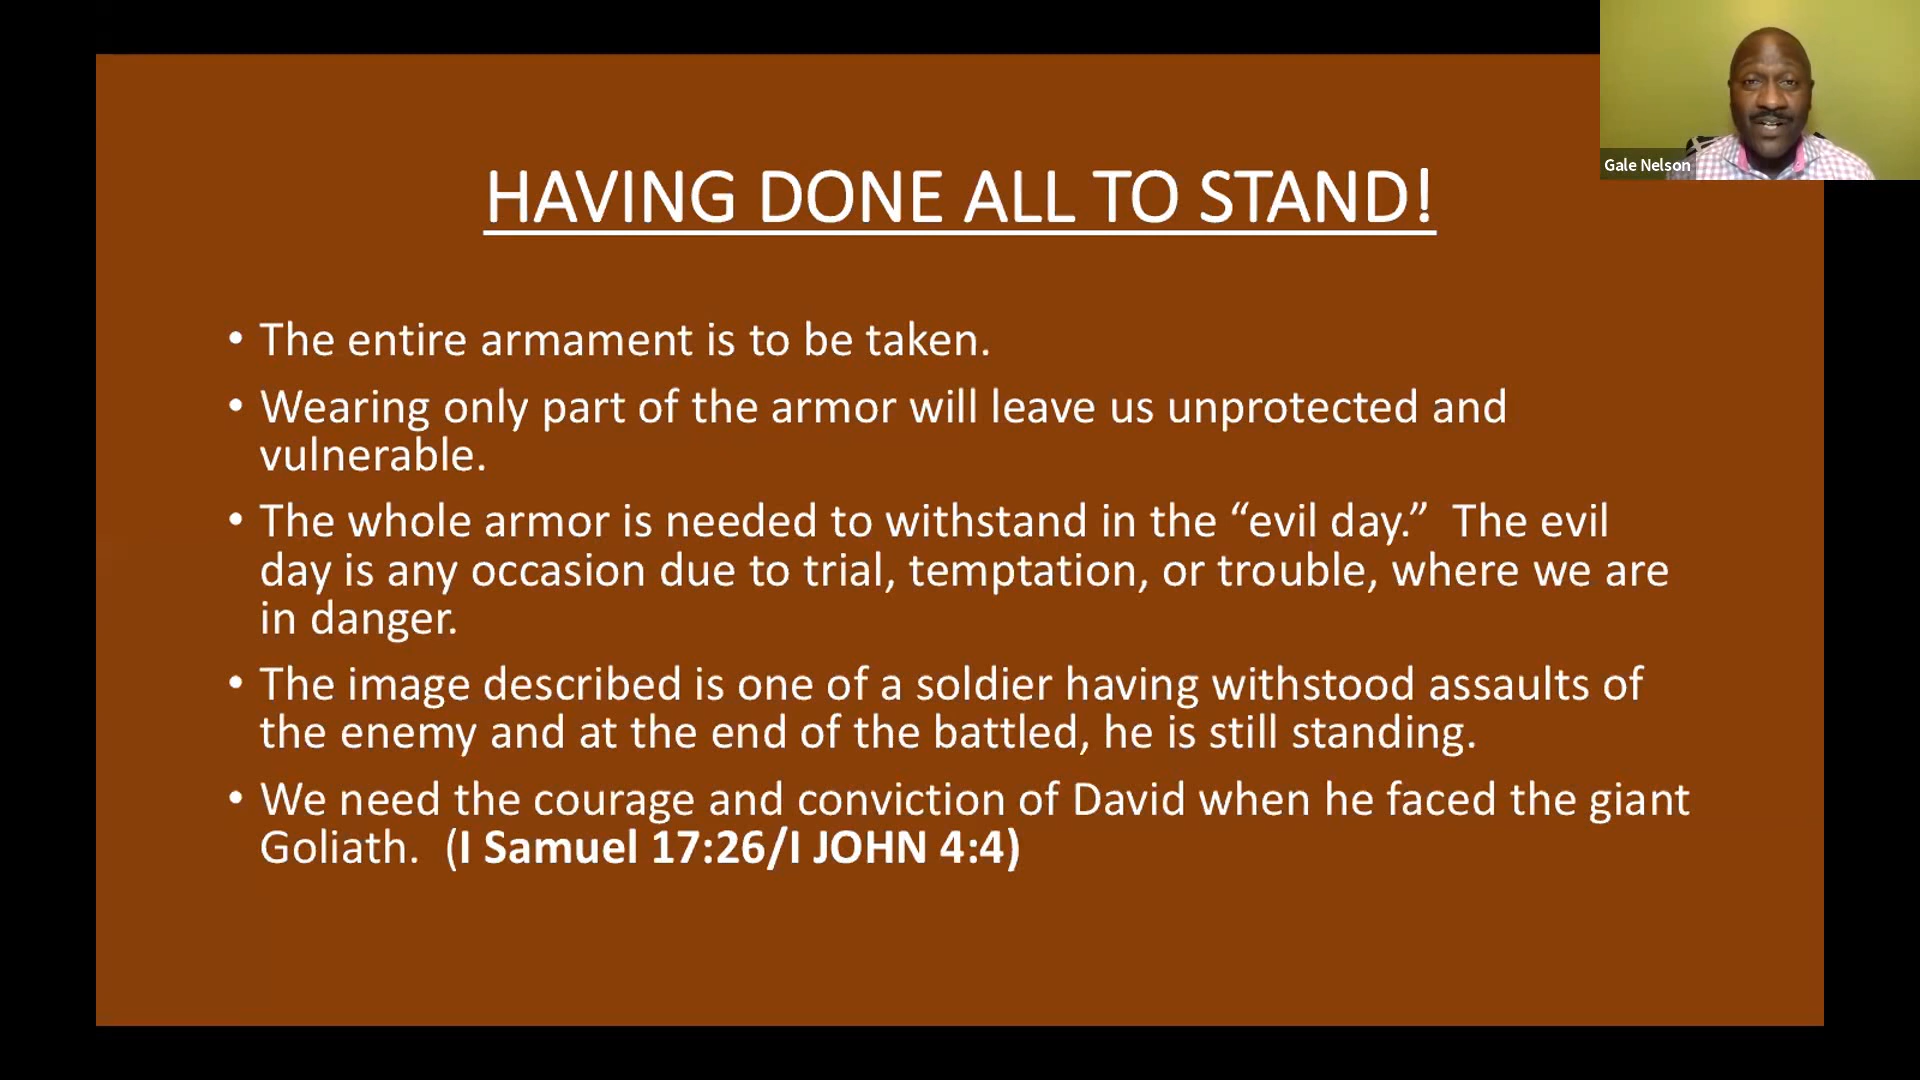 Gale Nelson
HAVING DONE ALL TO STAND!
• The entire armament is to be taken.
• Wearing only part of the armor will leave us unprotected and
vulnerable.
• The whole armor is needed to withstand in the “evil day.”  The evil
day is any occasion due to trial, temptation, or trouble, where we are
in danger.
• The image described is one of a soldier having withstood assaults of
the enemy and at the end of the battled, he is still standing.
• We need the courage and conviction of David when he faced the giant
Goliath.  (I Samuel 17:26/I JOHN 4:4)